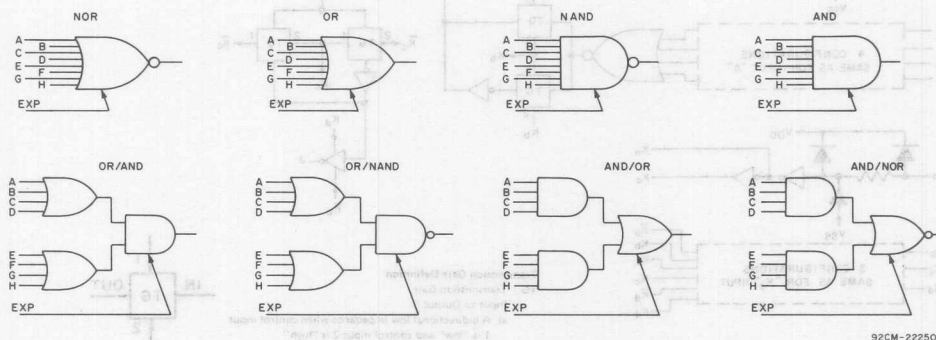 NOR
OR
NAND
AND
A
B
C
D
E
F
G
H
EXP
A
B
C
D
E
F
G
H
EXP
A
B
C
D
E
F
G
H
EXP
A
B
C
D
E
F
G
H
EXP
OR/AND
OR/NAND
AND/OR
AND/NOR
A
B
C
D
E
F
G
H
EXP
A
B
C
D
E
F
G
H
EXP
A
B
C
D
E
F
G
H
EXP
A
B
C
D
E
F
G
H
EXP
92CM-22250